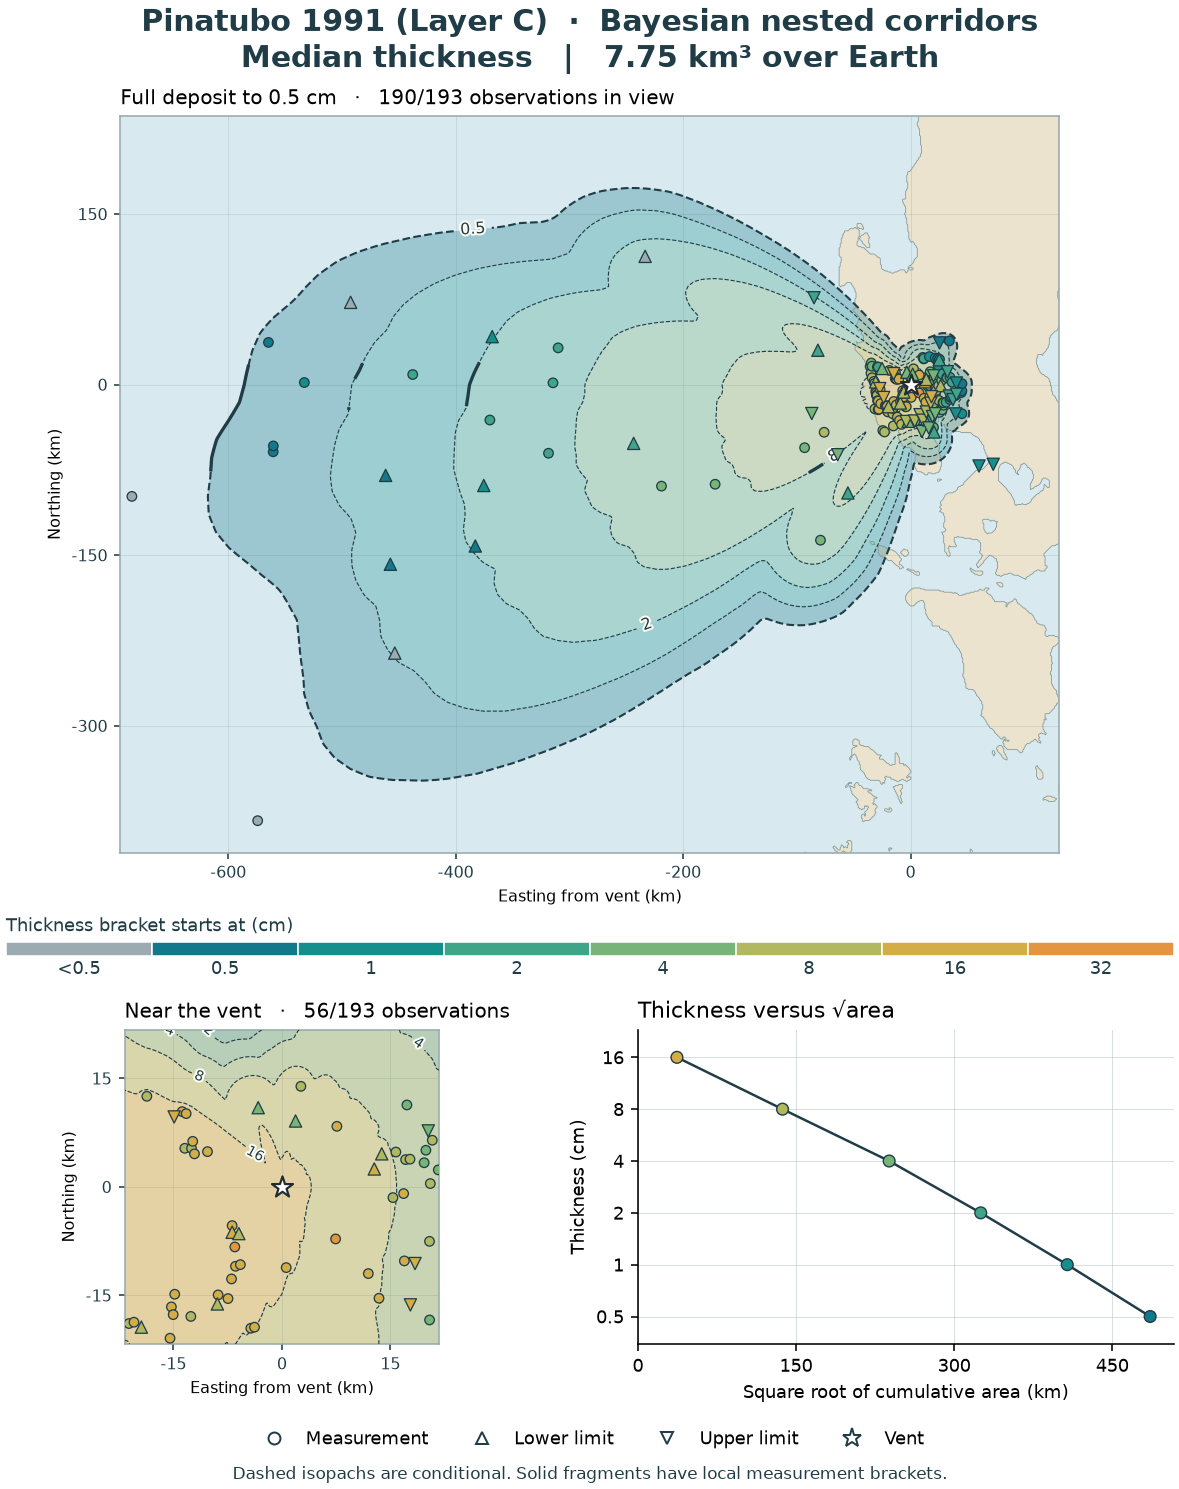 Pinatubo 1991 (Layer C)  ·  Bayesian nested corridors
Median thickness   |   7.75 km³ over Earth
Full deposit to 0.5 cm   ·   190/193 observations in view
150
0
-150
-300
Northing (km)
0.5
2
8
-600
-400
-200
0
Easting from vent (km)
Thickness bracket starts at (cm)
<0.5
0.5
1
2
4
8
16
32
Near the vent   ·   56/193 observations
15
0
-15
Northing (km)
4
2
4
8
16
-15
0
15
Easting from vent (km)
Thickness versus √area
16
8
4
2
1
0.5
Thickness (cm)
0
150
300
450
Square root of cumulative area (km)
Measurement
Lower limit
Upper limit
Vent
Dashed isopachs are conditional. Solid fragments have local measurement brackets.